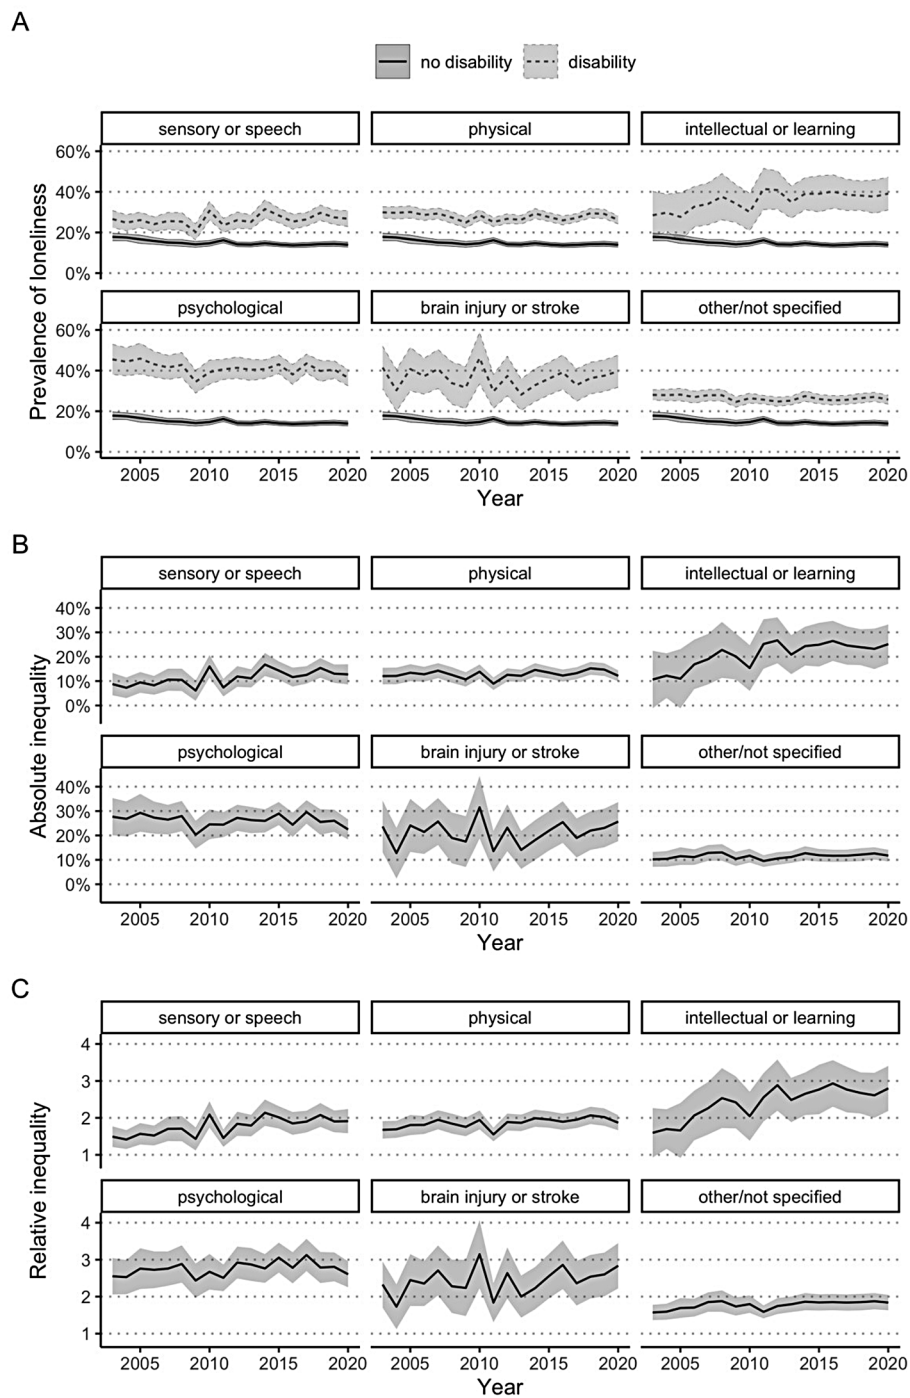 A
no disability disability
sensory or speech physical intellectual or learning
60%
40%
20%
0%
psychological brain injury or stroke other/not specified
60%
40%
20%
0%
Prevalence of loneliness
2005 2010 2015 2020 2005 2010 2015 2020 2005 2010 2015 2020
Year
B
sensory or speech physical intellectual or learning
40%
30%
20%
10%
0%
psychological brain injury or stroke other/not specified
40%
30%
20%
10%
0%
Absolute inequality
2005 2010 2015 2020 2005 2010 2015 2020 2005 2010 2015 2020
Year
C
sensory or speech physical intellectual or learning
4
3
2
1
psychological brain injury or stroke other/not specified
4
3
2
1
Relative inequality
2005 2010 2015 2020 2005 2010 2015 2020 2005 2010 2015 2020
Year